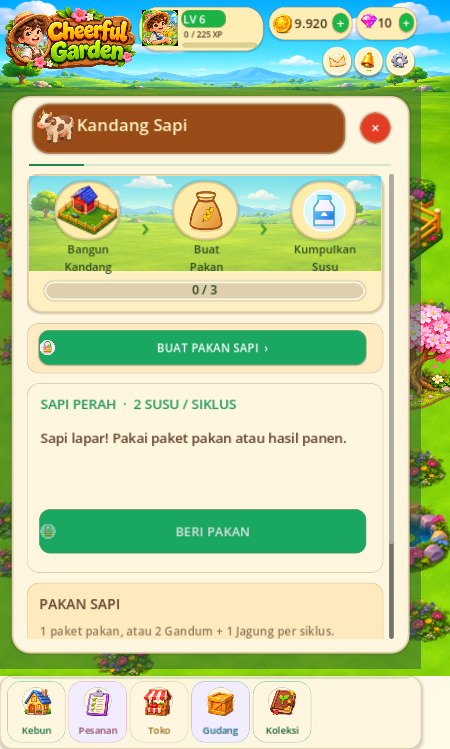 Cheerful
Garden
LV 6
0 / 225 XP
9.920 +
10 +
Kandang Sapi
×
Bangun
Kandang
›
Buat
Pakan
›
Kumpulkan
Susu
0 / 3
BUAT PAKAN SAPI ›
SAPI PERAH · 2 SUSU / SIKLUS
Sapi lapar! Pakai paket pakan atau hasil panen.
BERI PAKAN
PAKAN SAPI
1 paket pakan, atau 2 Gandum + 1 Jagung per siklus.
Kebun
Pesanan
Toko
Gudang
Koleksi